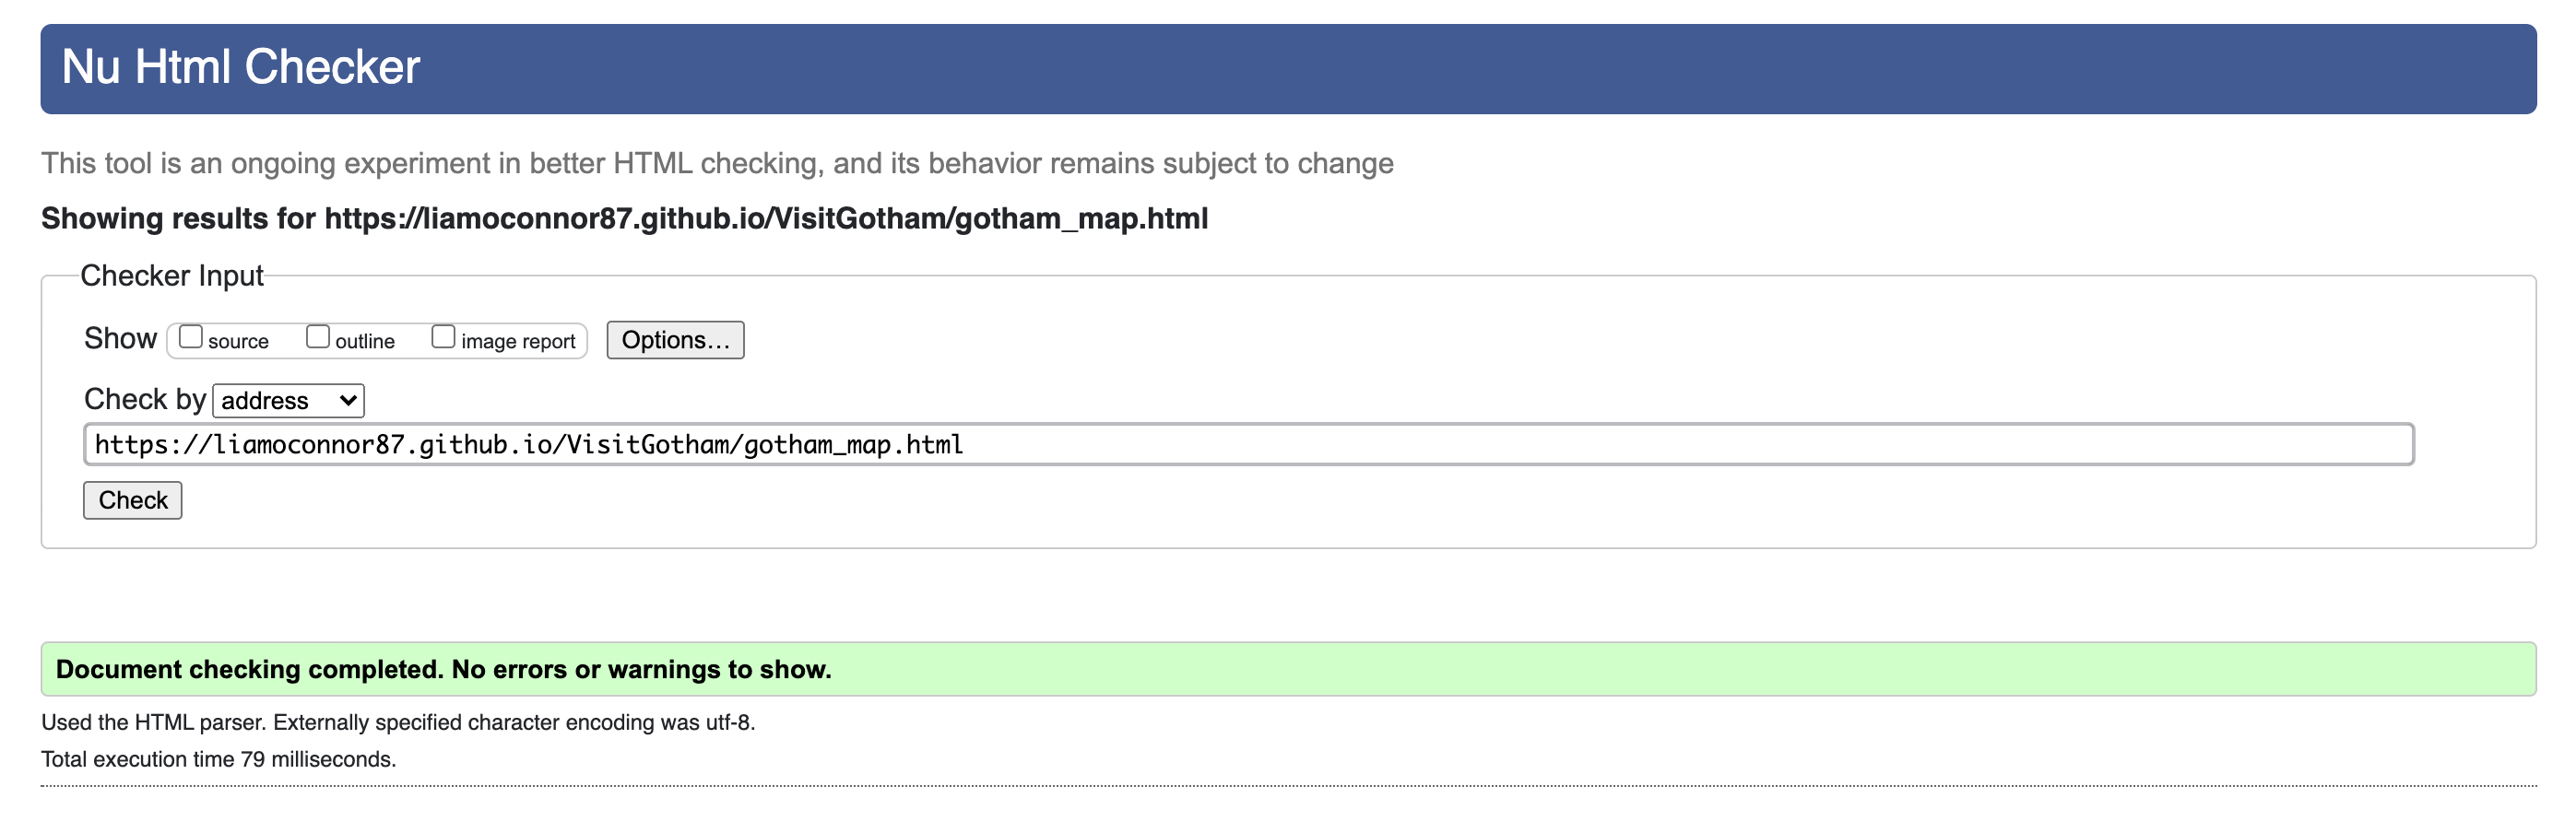 Nu Html Checker
This tool is an ongoing experiment in better HTML checking, and its behavior remains subject to change
Showing results for https://liamoconnor87.github.io/VisitGotham/gotham_map.html
Checker Input
Show source outline image report Options...
Check by address
https://liamoconnor87.github.io/VisitGotham/gotham_map.html
Check
Document checking completed. No errors or warnings to show.
Used the HTML parser. Externally specified character encoding was utf-8.
Total execution time 79 milliseconds.